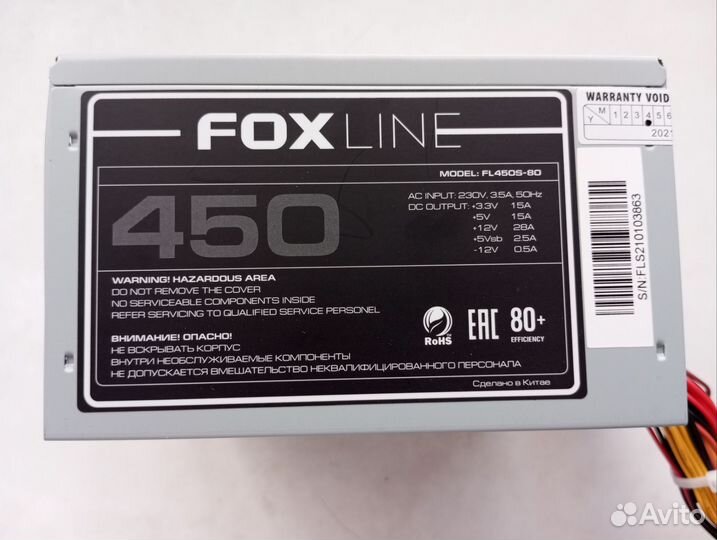 FOX LINE
MODEL: FL450S-80
450
AC INPUT: 230V, 3.5A, 50Hz
DC OUTPUT: +3.3V 15A
+5V 15A
+12V 28A
+5Vsb 2.5A
-12V 0.5A
WARNING! HAZARDOUS AREA
DO NOT REMOVE THE COVER
NO SERVICEABLE COMPONENTS INSIDE
REFER SERVICING TO QUALIFIED SERVICE PERSONEL
ВНИМАНИЕ! ОПАСНО!
НЕ ВСКРЫВАТЬ КОРПУС
ВНУТРИ НЕОБСЛУЖИВАЕМЫЕ КОМПОНЕНТЫ
НЕ ДОПУСКАЕТСЯ ВМЕШАТЕЛЬСТВО НЕКВАЛИФИЦИРОВАННОГО ПЕРСОНАЛА
RoHS
EAC
80+
EFFICIENCY
Сделано в Китае
WARRANTY VOID
M
Y
1 2 3 4 5 6
2021
S/N:FLS210103863
Avito